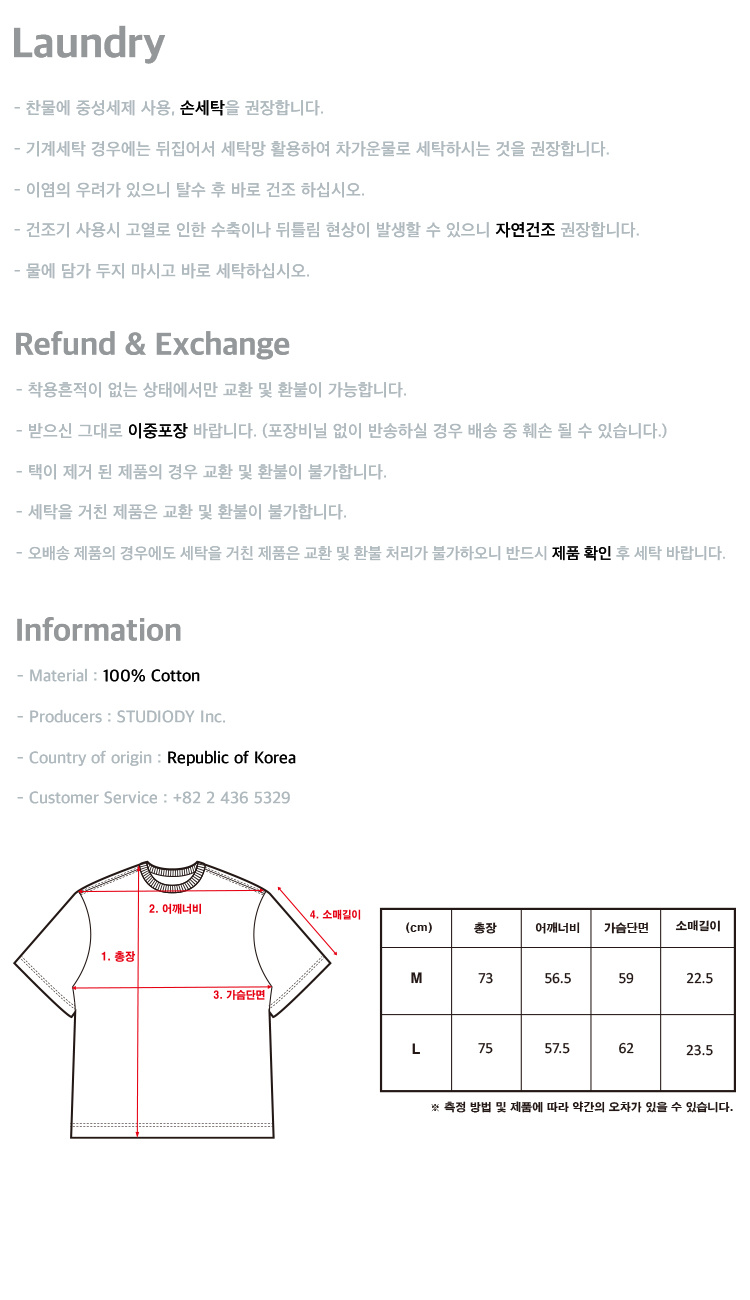 Laundry
- 찬물에 중성세제 사용, 손세탁을 권장합니다.
- 기계세탁 경우에는 뒤집어서 세탁망 활용하여 차가운물로 세탁하시는 것을 권장합니다.
- 이염의 우려가 있으니 탈수 후 바로 건조 하십시오.
- 건조기 사용시 고열로 인한 수축이나 뒤틀림 현상이 발생할 수 있으니 자연건조 권장합니다.
- 물에 담가 두지 마시고 바로 세탁하십시오.
Refund & Exchange
- 착용흔적이 없는 상태에서만 교환 및 환불이 가능합니다.
- 받으신 그대로 이중포장 바랍니다. (포장비닐 없이 반송하실 경우 배송 중 훼손 될 수 있습니다.)
- 택이 제거 된 제품의 경우 교환 및 환불이 불가합니다.
- 세탁을 거친 제품은 교환 및 환불이 불가합니다.
- 오배송 제품의 경우에도 세탁을 거친 제품은 교환 및 환불 처리가 불가하오니 반드시 제품 확인 후 세탁 바랍니다.
Information
- Material : 100% Cotton
- Producers : STUDIODY Inc.
- Country of origin : Republic of Korea
- Customer Service : +82 2 436 5329
2. 어깨너비
4. 소매길이
1. 총장
3. 가슴단면
(cm) 총장 어깨너비 가슴단면 소매길이
M 73 56.5 59 22.5
L 75 57.5 62 23.5
※ 측정 방법 및 제품에 따라 약간의 오차가 있을 수 있습니다.